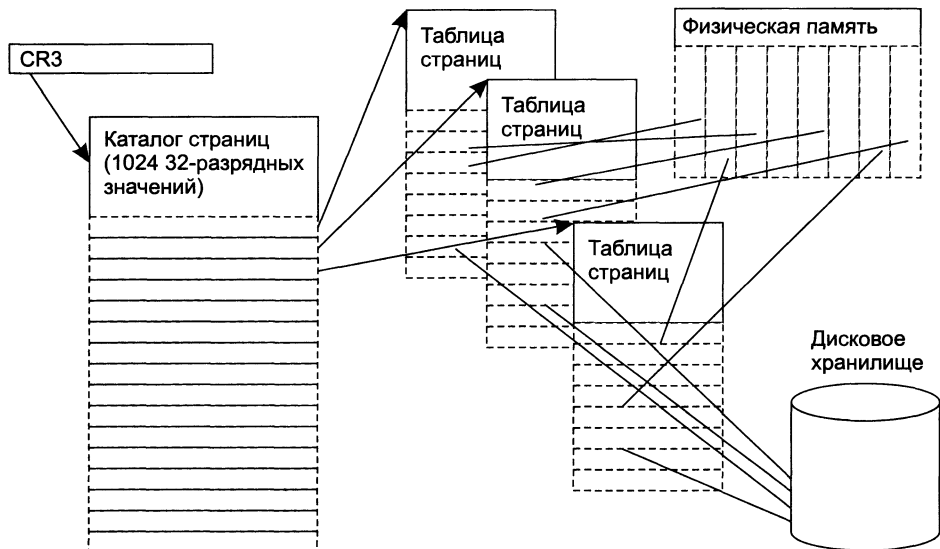 CR3
Каталог страниц
(1024 32-разрядных
значений)
Таблица
страниц
Таблица
страниц
Таблица
страниц
Физическая память
Дисковое
хранилище